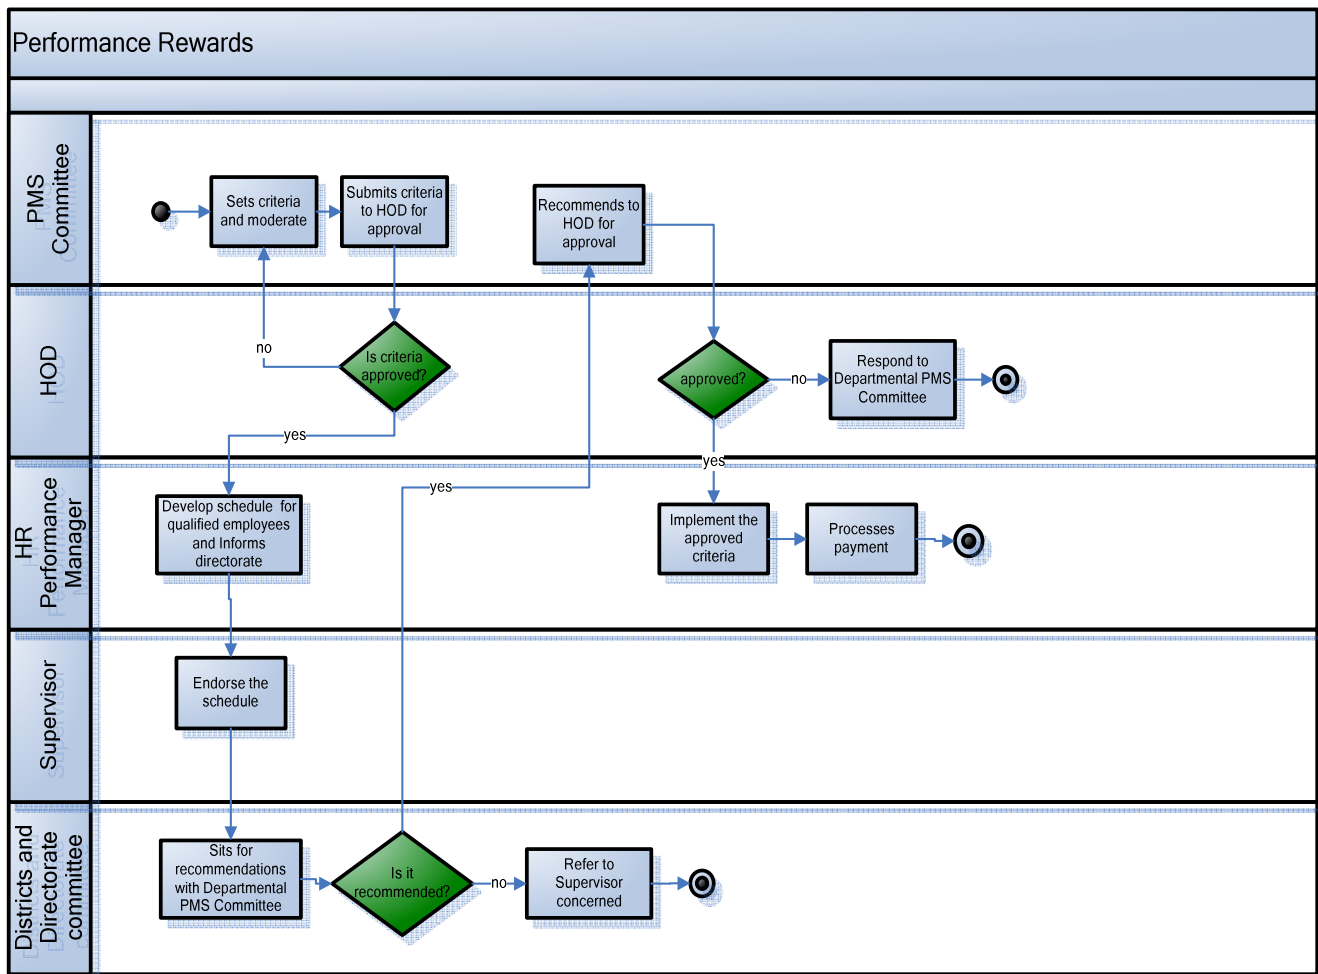 Performance Rewards
PMS
Committee
Sets criteria
and moderate
Submits criteria
to HOD for
approval
Recommends to
HOD for
approval
HOD
no
Is criteria
approved?
yes
approved?
no
Respond to
Departmental PMS
Committee
yes
HR
Performance
Manager
Develop schedule for
qualified employees
and Informs
directorate
yes
Implement the
approved
criteria
Processes
payment
Supervisor
Endorse the
schedule
Districts and
Directorate
committee
Sits for
recommendations
with Departmental
PMS Committee
Is it
recommended?
no
Refer to
Supervisor
concerned